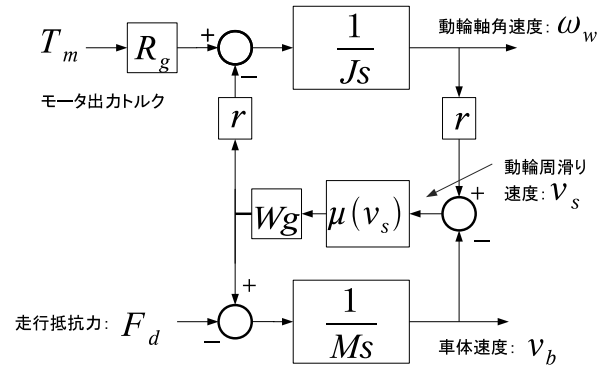 T_m
R_g
+
−
1
Js
動輪軸角速度: ω_w
モータ出力トルク
r
r
動輪周滑り
速度: v_s
Wg
μ(v_s)
+
−
+
走行抵抗力: F_d
−
1
Ms
車体速度: v_b